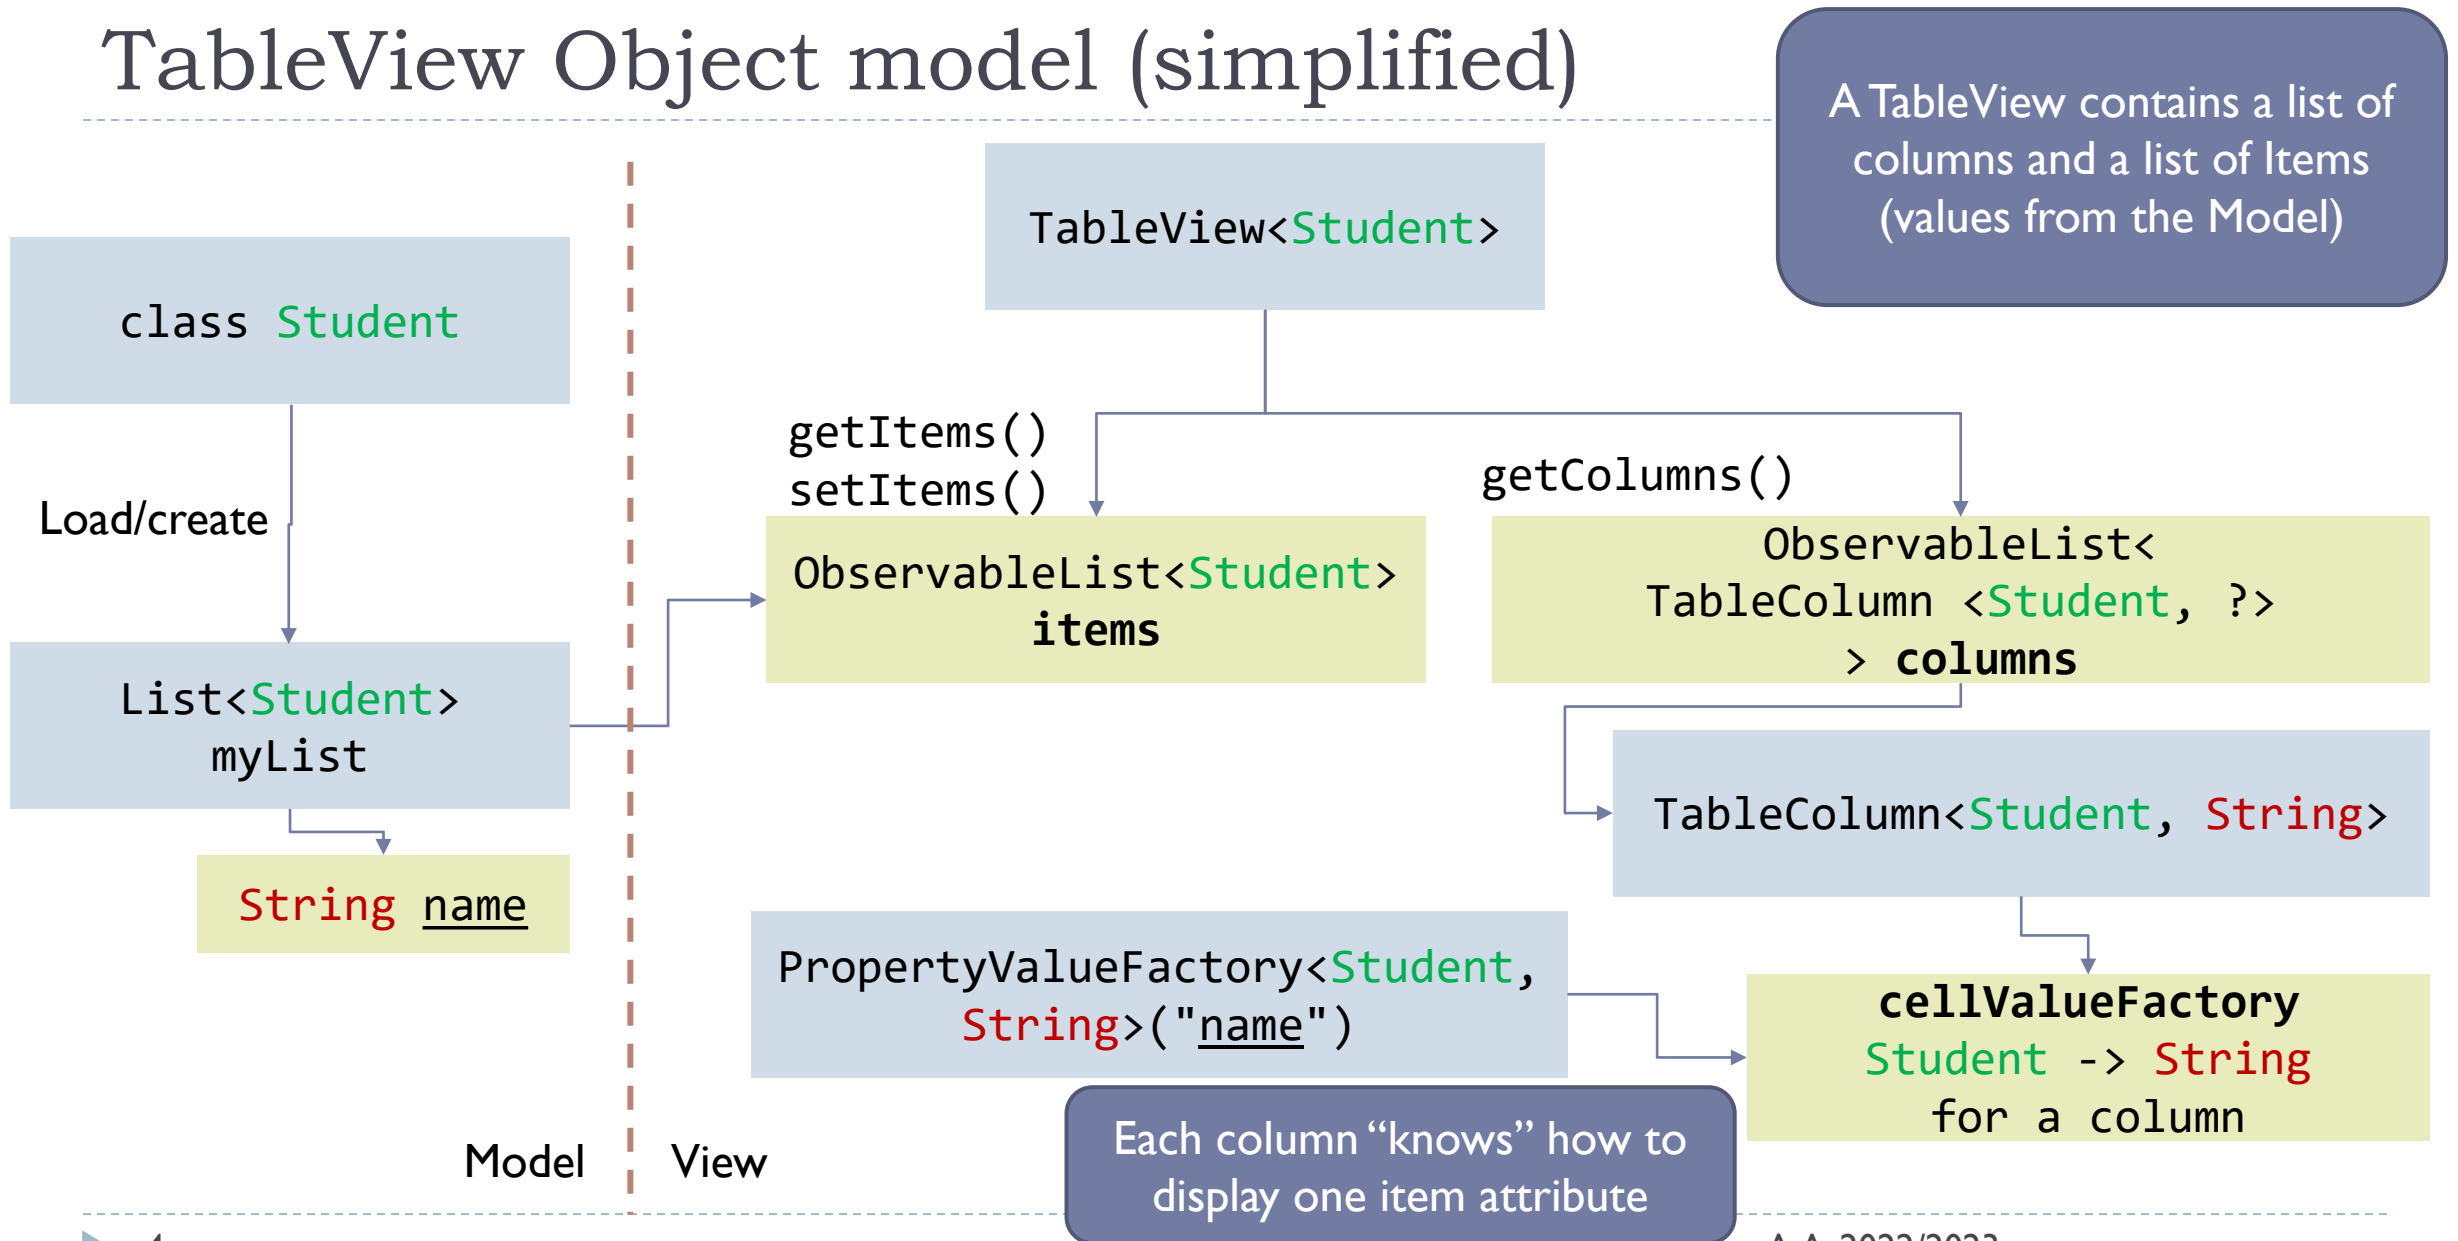 TableView Object model (simplified)
A TableView contains a list of
columns and a list of Items
(values from the Model)
TableView<Student>
class Student
getItems()
setItems()
getColumns()
Load/create
ObservableList<Student>
items
ObservableList<
TableColumn <Student, ?>
> columns
List<Student>
myList
TableColumn<Student, String>
String name
PropertyValueFactory<Student,
String>("name")
cellValueFactory
Student -> String
for a column
Each column “knows” how to
display one item attribute
Model
View
A.A. 2022/2023